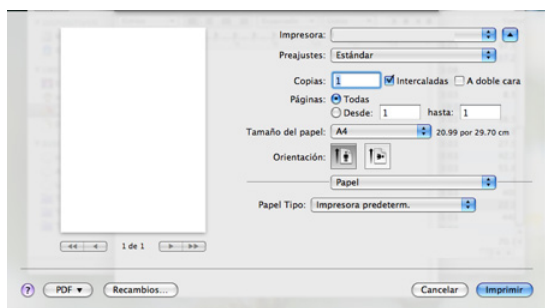 Impresora:
Preajustes: Estándar
Copias: 1 Intercaladas A doble cara
Páginas: Todas
Desde: 1 hasta: 1
Tamaño del papel: A4 20.99 por 29.70 cm
Orientación:
Papel
Papel Tipo: Impresora predeterm.
1 de 1
? PDF ▼ Recambios... Cancelar Imprimir